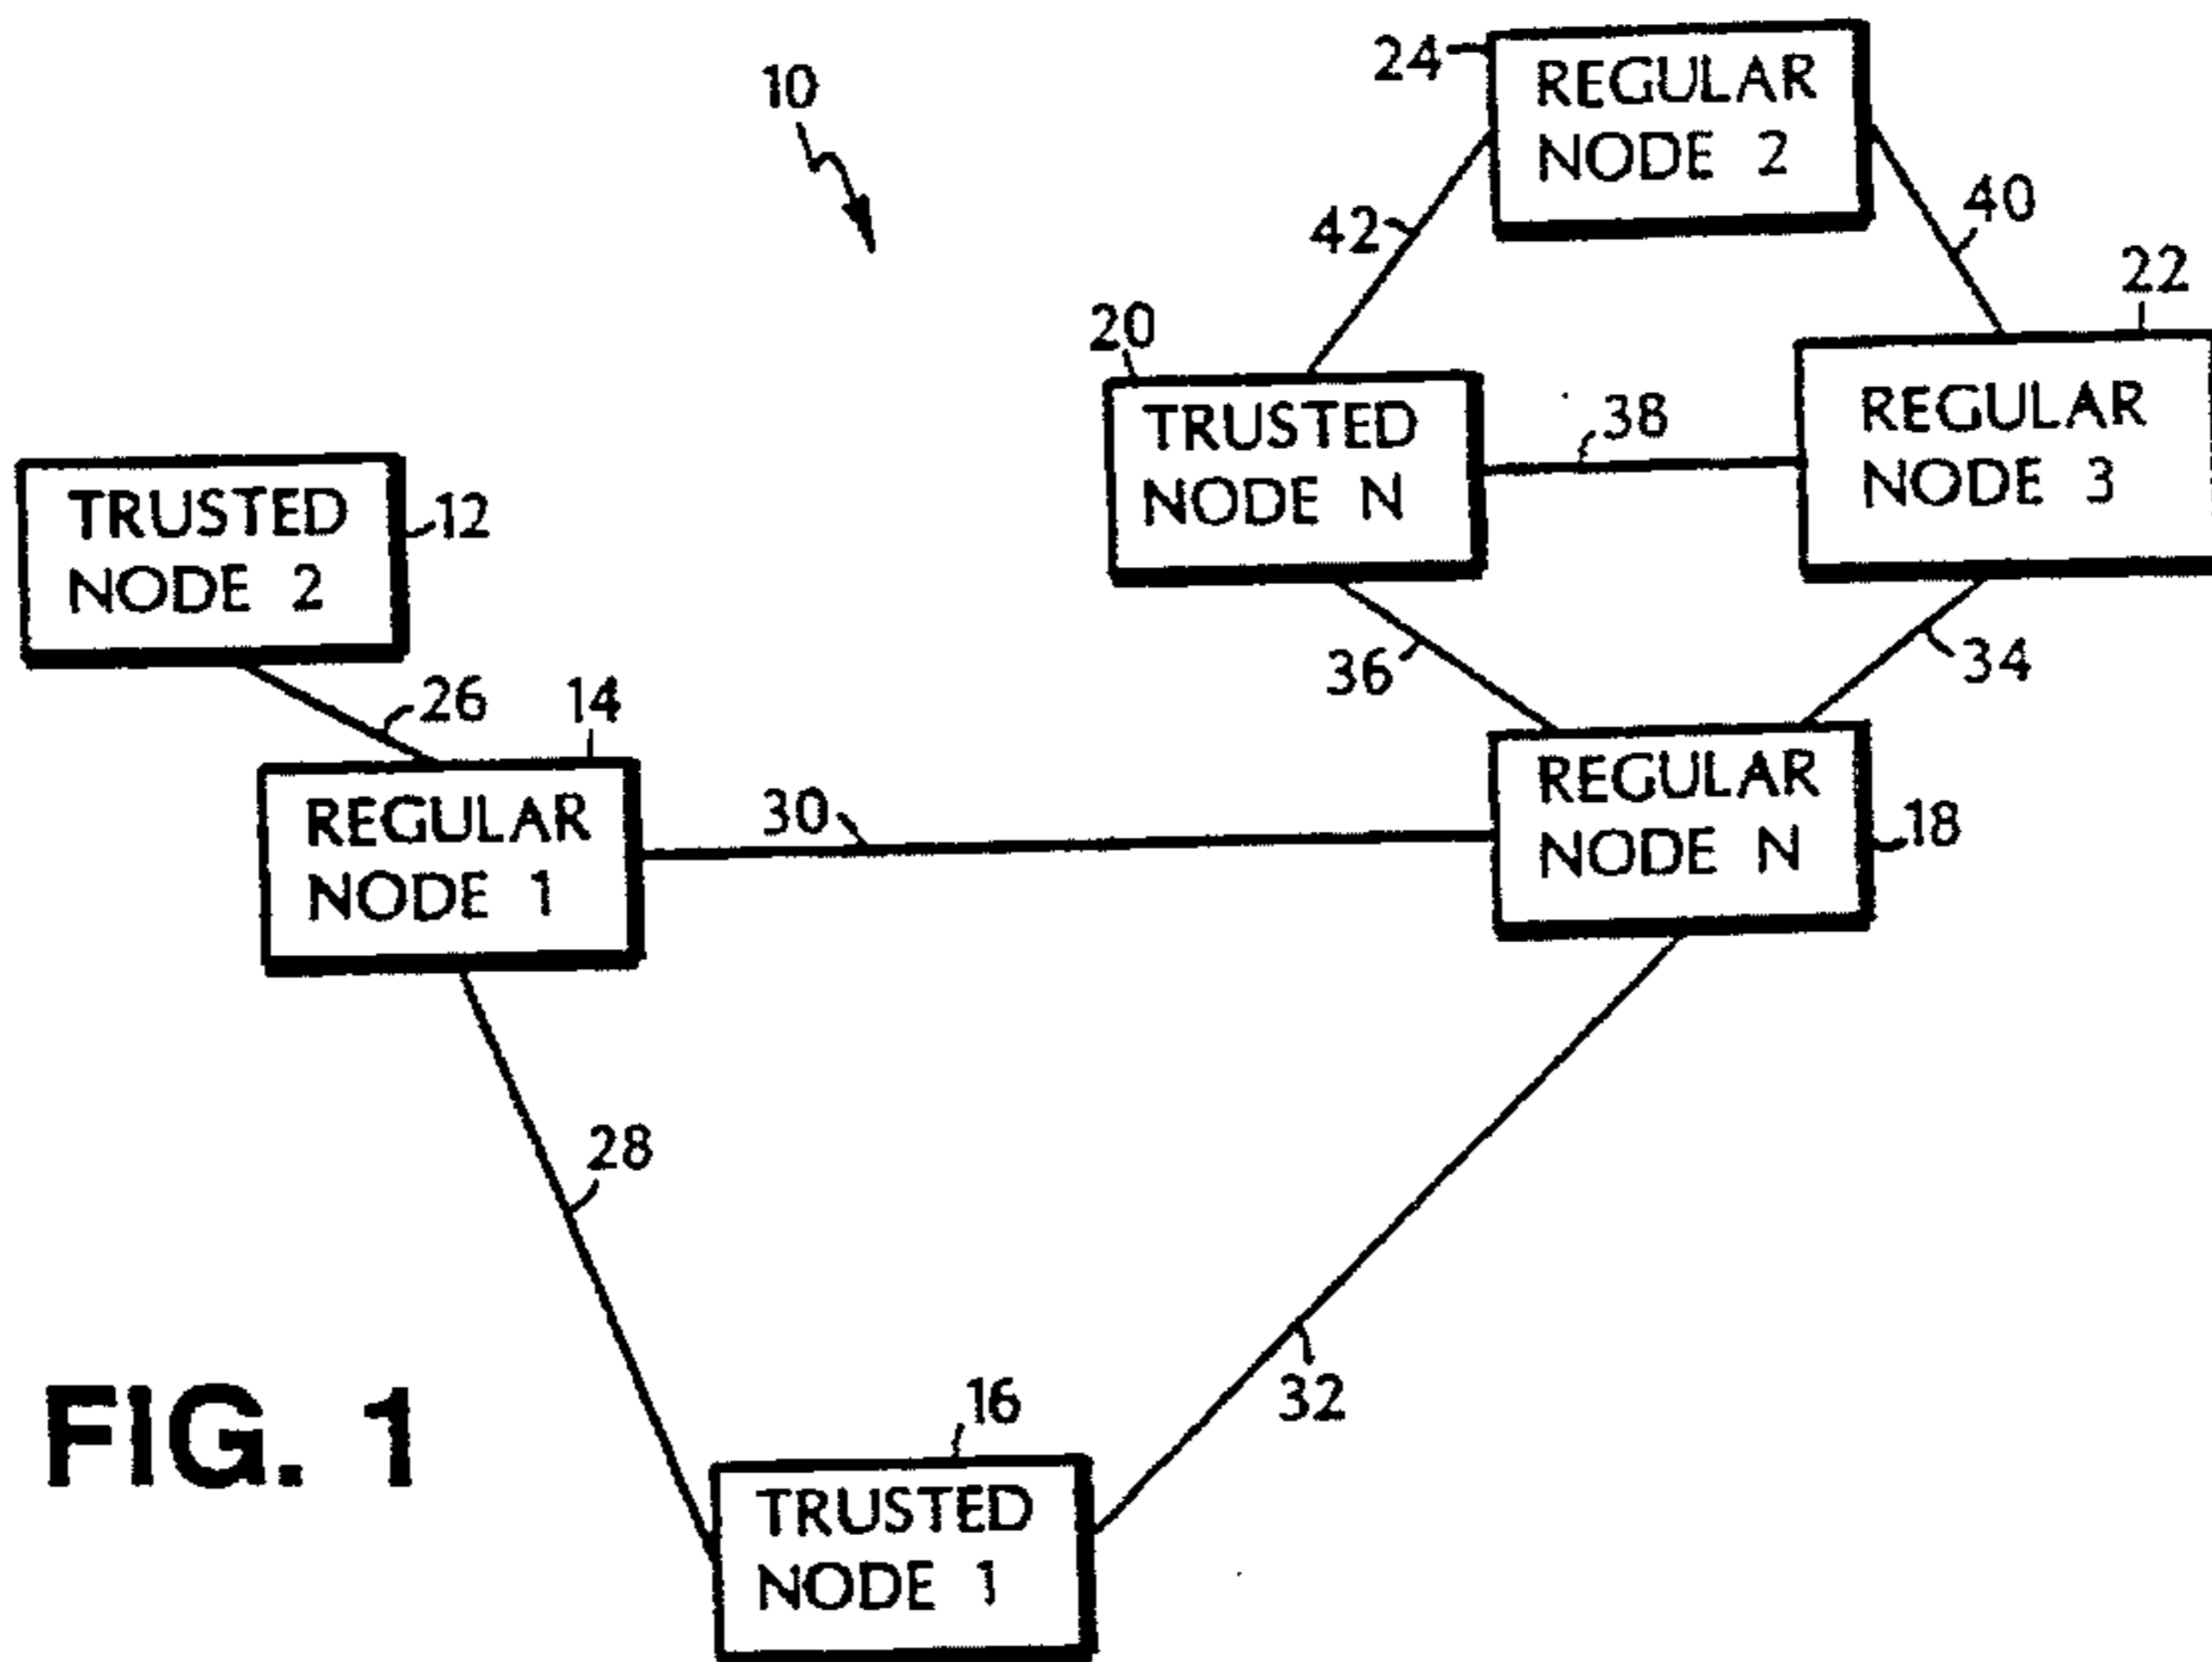 10
24
REGULAR
NODE 2
42
40
20
22
TRUSTED
NODE N
38
REGULAR
NODE 3
TRUSTED
NODE 2
12
36
34
26
14
REGULAR
NODE 1
30
REGULAR
NODE N
18
28
32
16
TRUSTED
NODE 1
FIG. 1